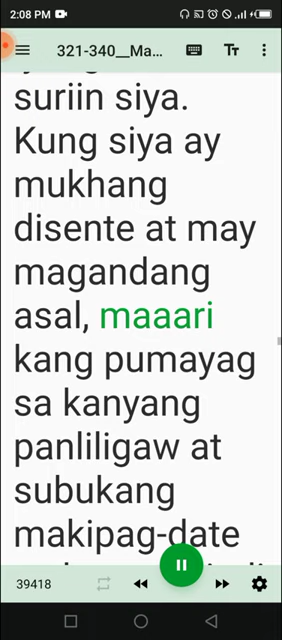 2:08 PM
321-340__Ma...
suriin siya.
Kung siya ay
mukhang
disente at may
magandang
asal, maaari
kang pumayag
sa kanyang
panliligaw at
subukang
makipag-date
39418